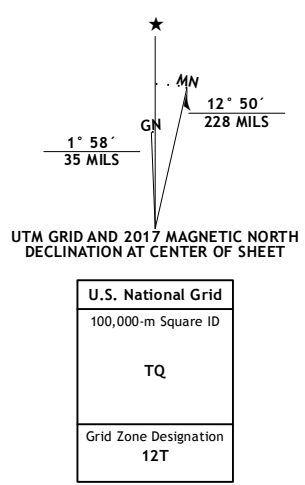 ★
MN
12° 50´
228 MILS
GN
1° 58´
35 MILS
UTM GRID AND 2017 MAGNETIC NORTH
DECLINATION AT CENTER OF SHEET
U.S. National Grid
100,000-m Square ID
TQ
Grid Zone Designation
12T